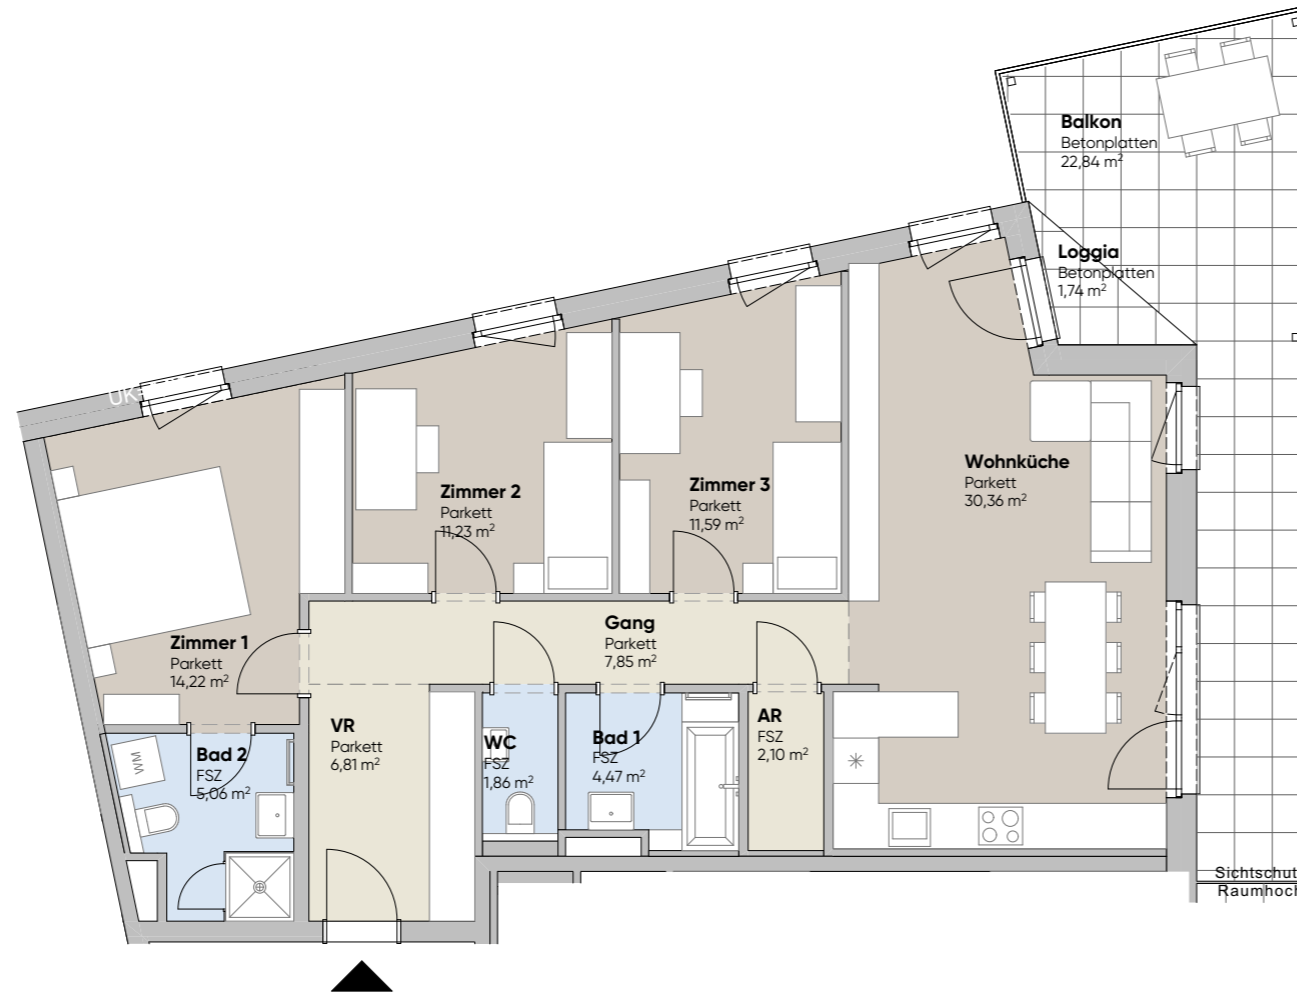 Balkon
Betonplatten
22,84 m²
Loggia
Betonplatten
1,74 m²
UK
Wohnküche
Parkett
30,36 m²
Zimmer 3
Parkett
11,59 m²
Zimmer 2
Parkett
11,23 m²
Zimmer 1
Parkett
14,22 m²
Gang
Parkett
7,85 m²
VR
Parkett
6,81 m²
WC
FSZ
1,86 m²
Bad 1
FSZ
4,47 m²
AR
FSZ
2,10 m²
Bad 2
FSZ
5,06 m²
WM
Sichtschut
Raumhoch